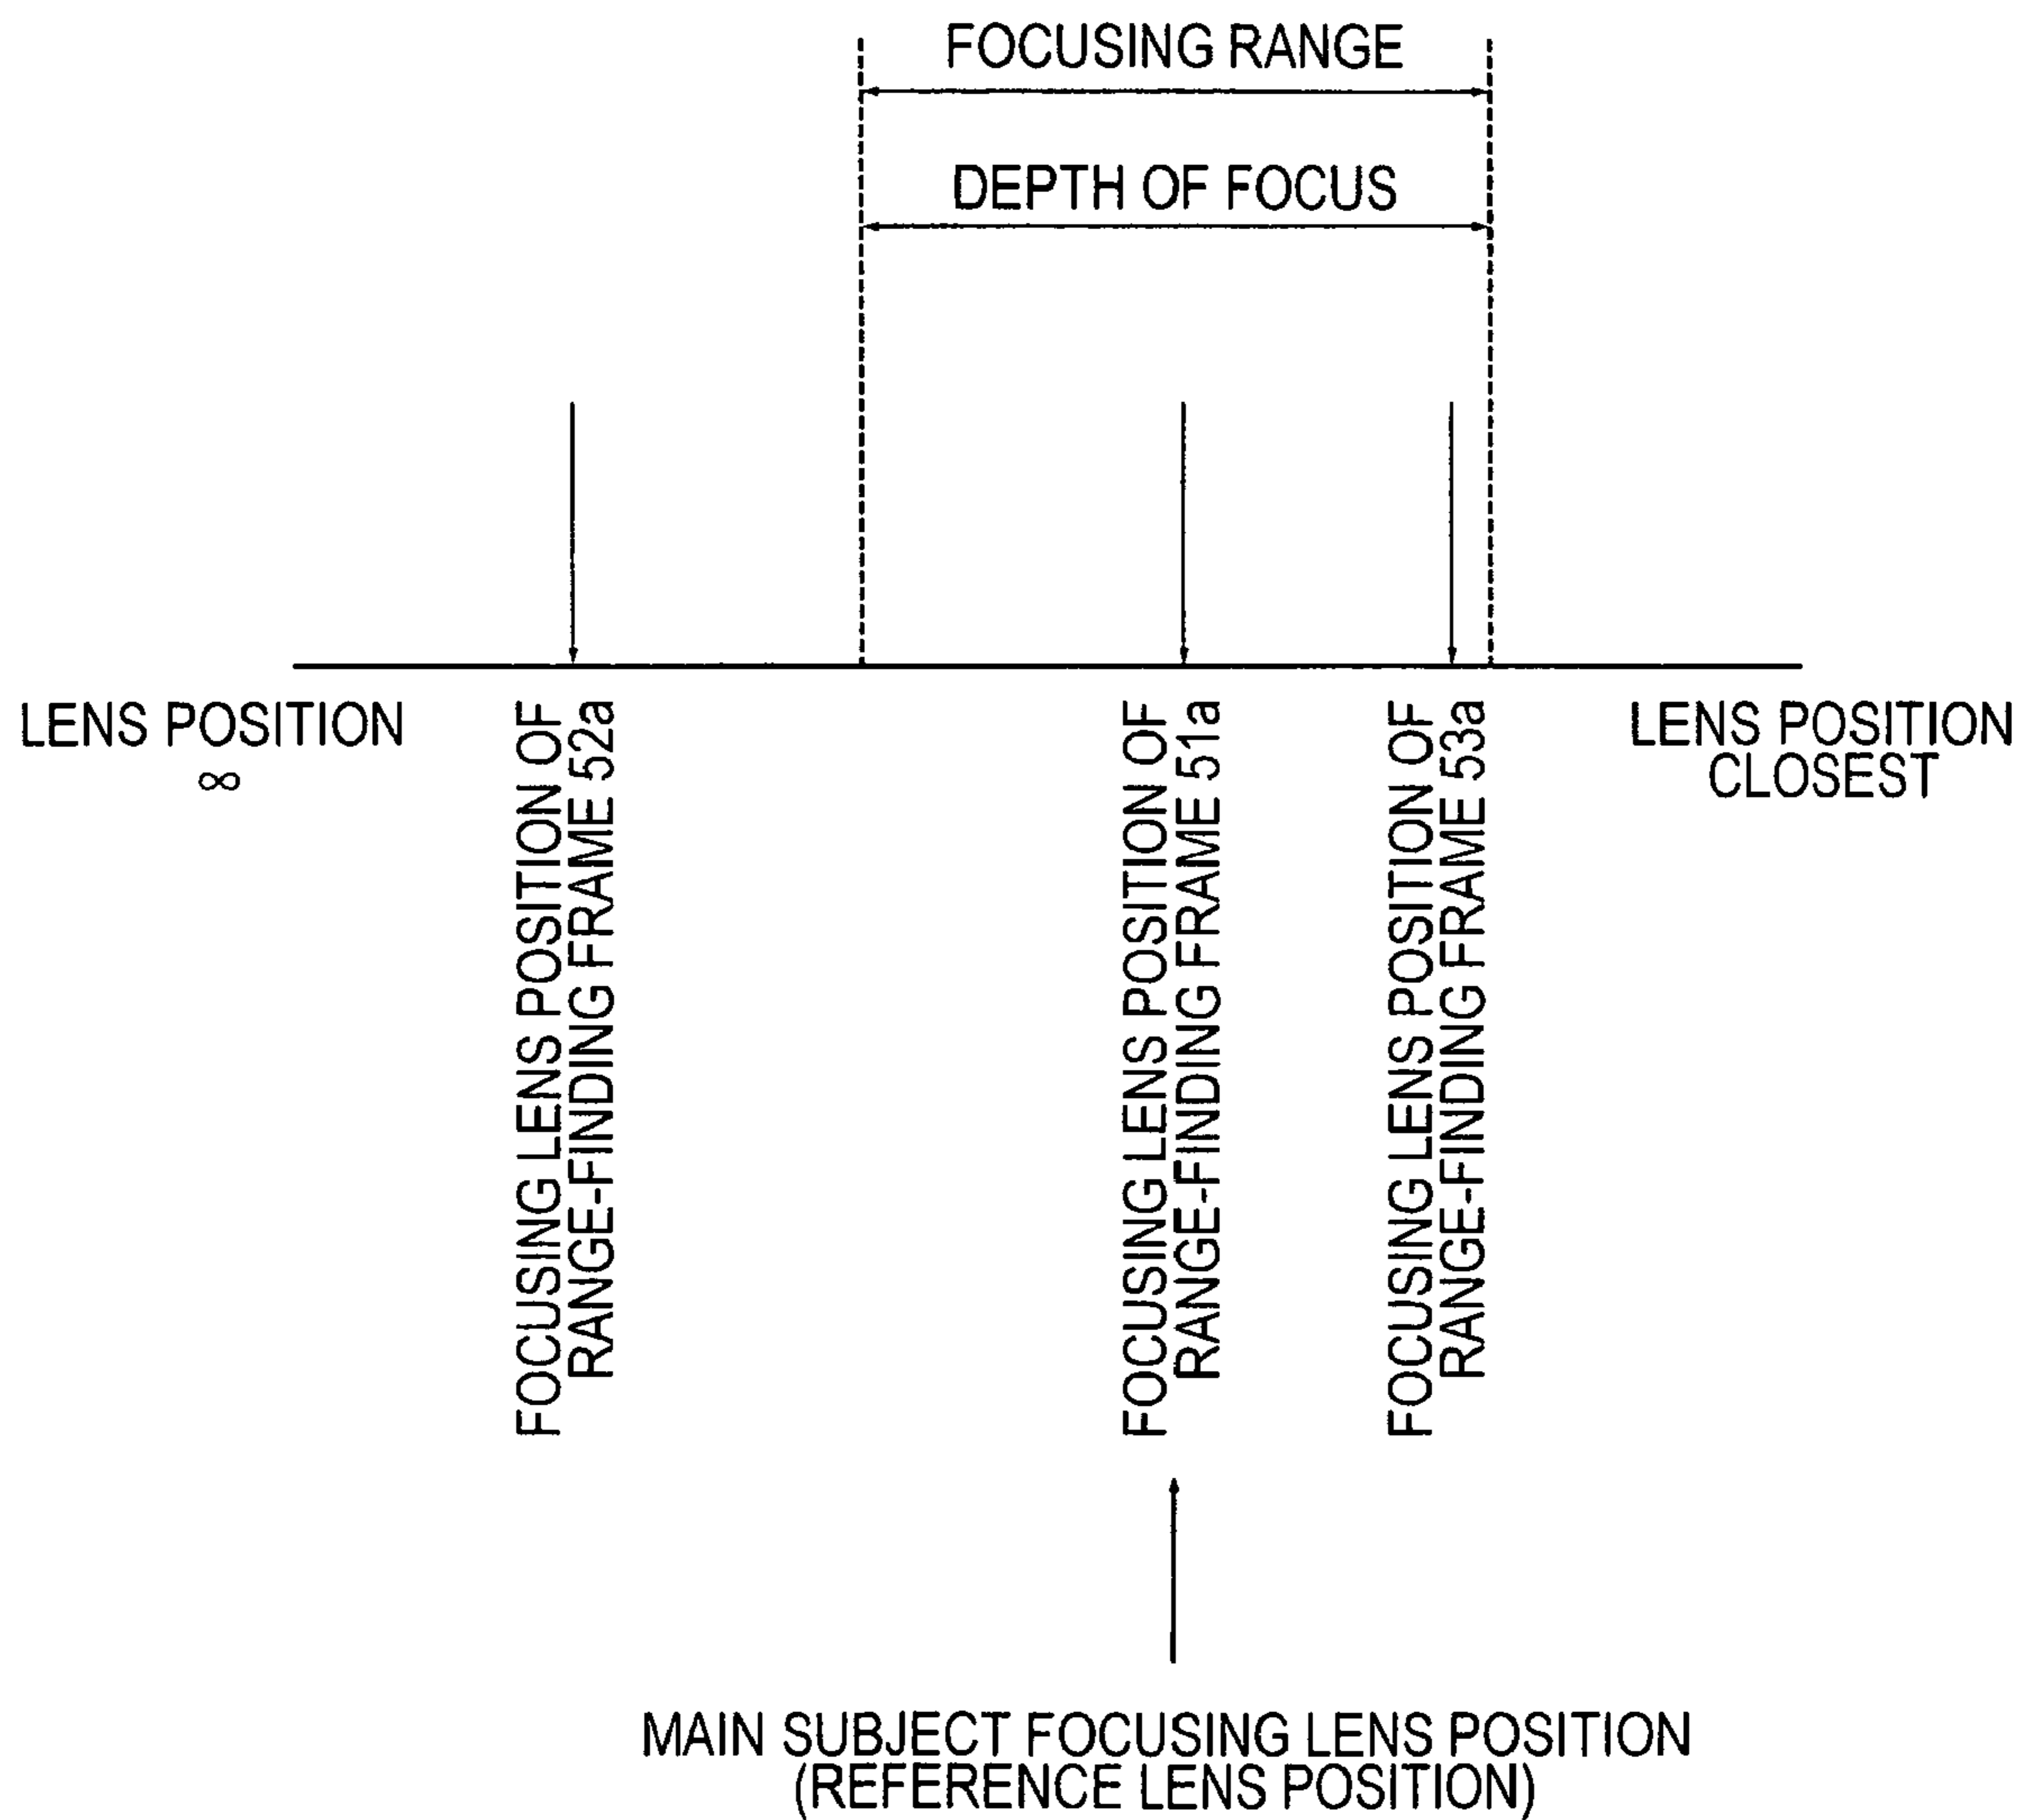 FOCUSING RANGE
DEPTH OF FOCUS
LENS POSITION
∞
FOCUSING LENS POSITION OF
RANGE-FINDING FRAME 52a
FOCUSING LENS POSITION OF
RANGE-FINDING FRAME 51a
FOCUSING LENS POSITION OF
RANGE-FINDING FRAME 53a
LENS POSITION
CLOSEST
MAIN SUBJECT FOCUSING LENS POSITION
(REFERENCE LENS POSITION)